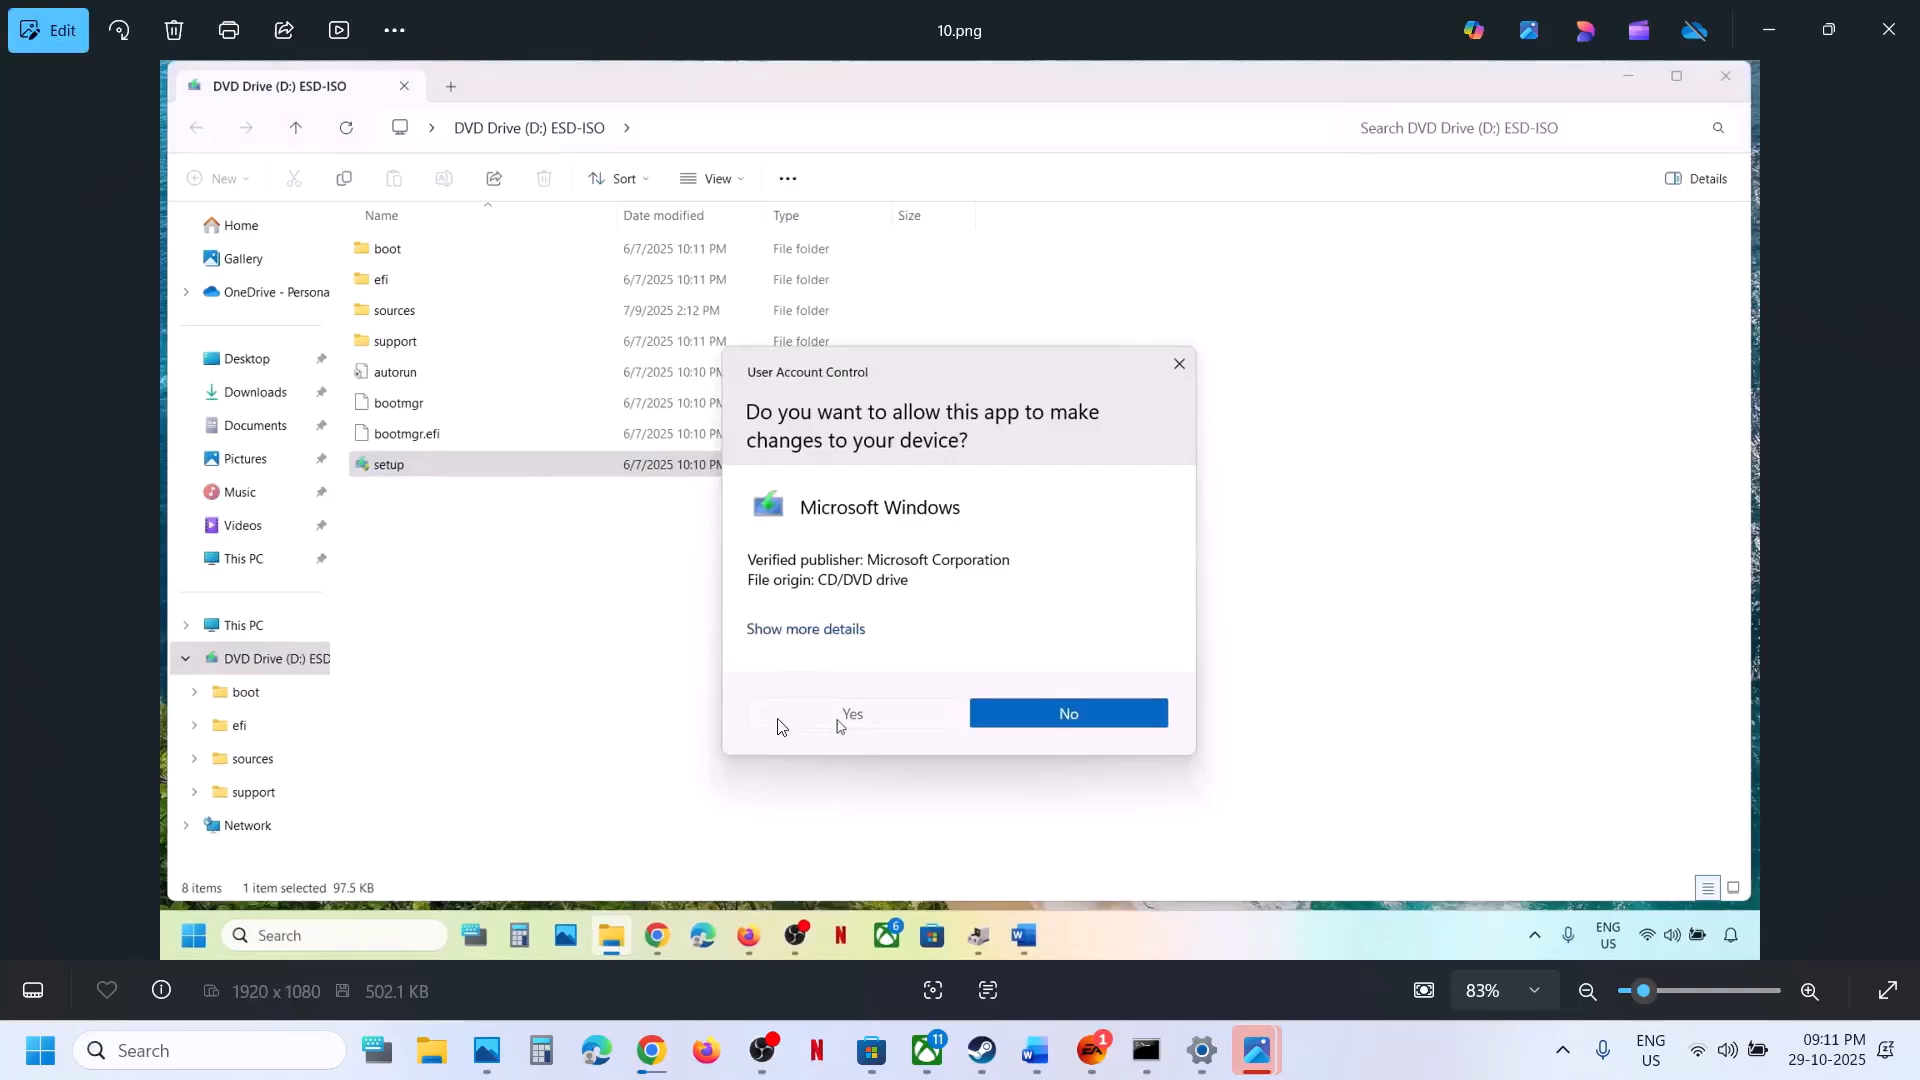 Edit
10.png
DVD Drive (D:) ESD-ISO
DVD Drive (D:) ESD-ISO
Search DVD Drive (D:) ESD-ISO
New
Sort
View
Details
Name
Date modified
Type
Size
Home
Gallery
OneDrive - Persona
Desktop
Downloads
Documents
Pictures
Music
Videos
This PC
This PC
DVD Drive (D:) ESD
boot
efi
sources
support
Network
boot 6/7/2025 10:11 PM File folder
efi 6/7/2025 10:11 PM File folder
sources 7/9/2025 2:12 PM File folder
support 6/7/2025 10:11 PM File folder
autorun 6/7/2025 10:10 PM
bootmgr 6/7/2025 10:10 PM
bootmgr.efi 6/7/2025 10:10 PM
setup 6/7/2025 10:10 PM
User Account Control
Do you want to allow this app to make
changes to your device?
Microsoft Windows
Verified publisher: Microsoft Corporation
File origin: CD/DVD drive
Show more details
Yes
No
8 items 1 item selected 97.5 KB
Search
6
ENG
US
1920 x 1080
502.1 KB
83%
Search
11
1
ENG
US
09:11 PM
29-10-2025